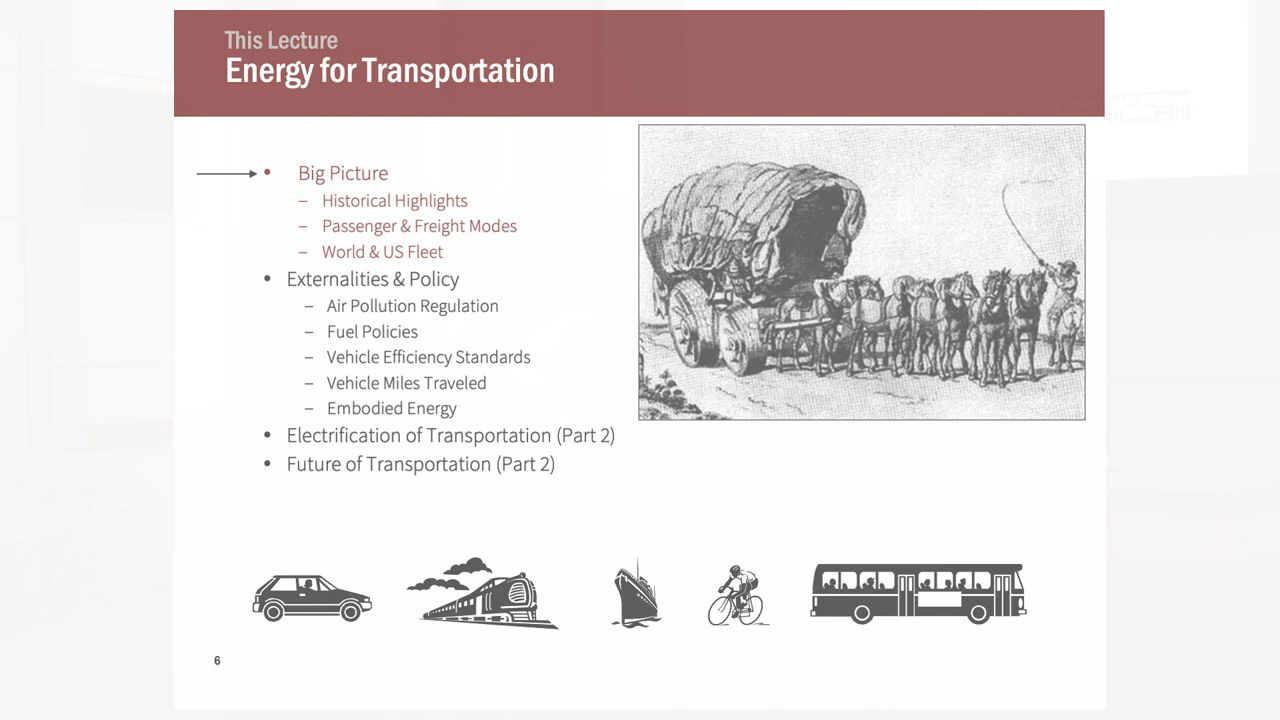 This Lecture
Energy for Transportation
• Big Picture
– Historical Highlights
– Passenger & Freight Modes
– World & US Fleet
• Externalities & Policy
– Air Pollution Regulation
– Fuel Policies
– Vehicle Efficiency Standards
– Vehicle Miles Traveled
– Embodied Energy
• Electrification of Transportation (Part 2)
• Future of Transportation (Part 2)
6